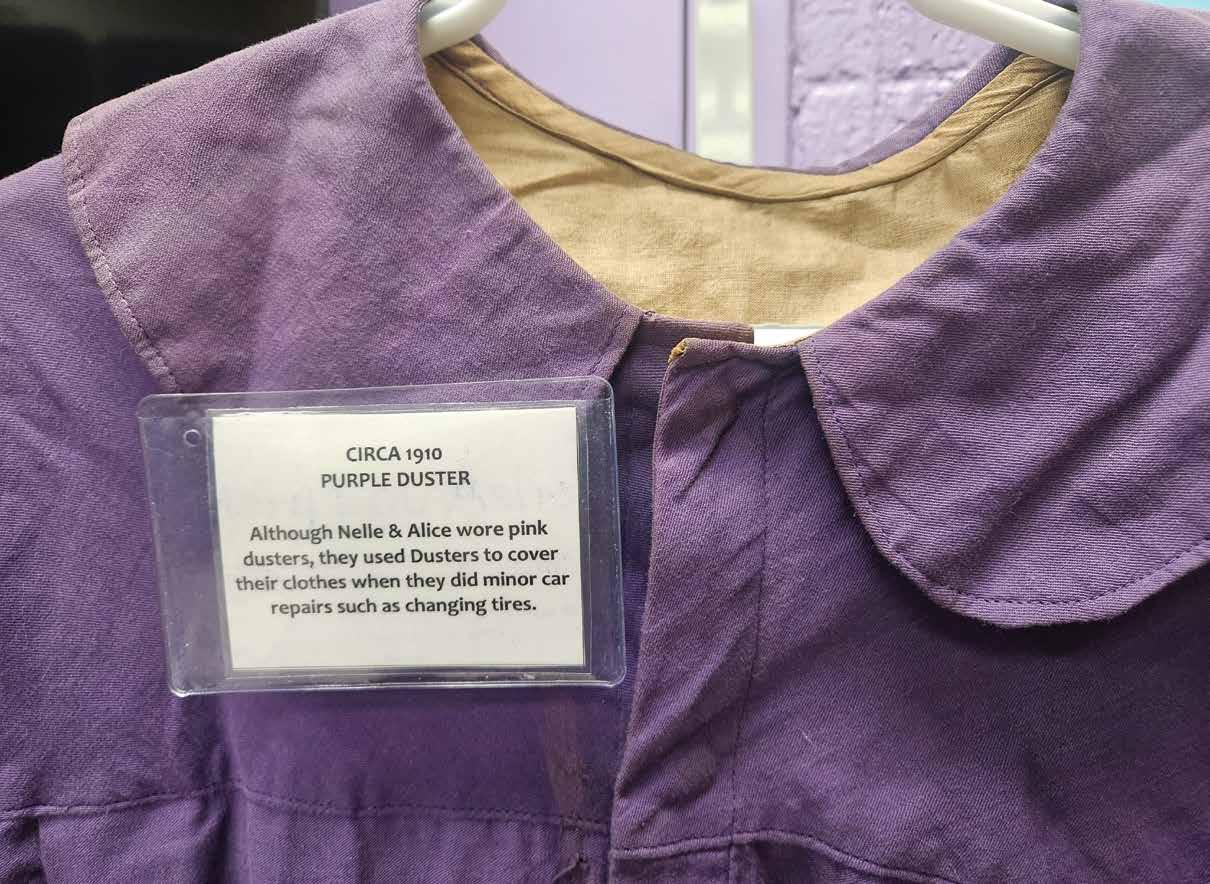 CIRCA 1910
PURPLE DUSTER
Although Nelle & Alice wore pink
dusters, they used Dusters to cover
their clothes when they did minor car
repairs such as changing tires.